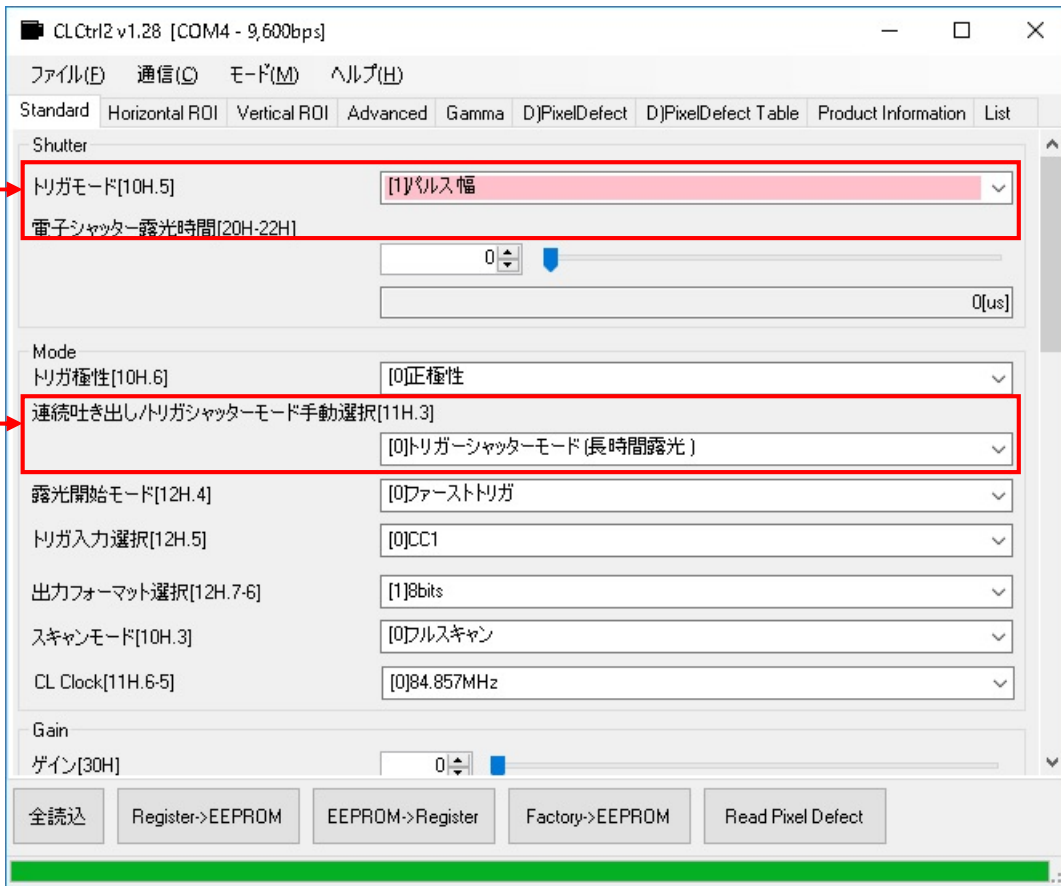 CLCtrl2 v1.28 [COM4 - 9,600bps]
ファイル(F) 通信(C) モード(M) ヘルプ(H)
Standard Horizontal ROI Vertical ROI Advanced Gamma D)PixelDefect D)PixelDefect Table Product Information List
Shutter
トリガモード[10H.5] [1]パルス幅
電子シャッター露光時間[20H-22H]
0
0[us]
Mode
トリガ極性[10H.6] [0]正極性
連続吐き出し/トリガシャッターモード手動選択[11H.3]
[0]トリガーシャッターモード(長時間露光)
露光開始モード[12H.4] [0]ファーストトリガ
トリガ入力選択[12H.5] [0]CC1
出力フォーマット選択[12H.7-6] [1]8bits
スキャンモード[10H.3] [0]フルスキャン
CL Clock[11H.6-5] [0]84.857MHz
Gain
ゲイン[30H] 0
全読込 Register->EEPROM EEPROM->Register Factory->EEPROM Read Pixel Defect